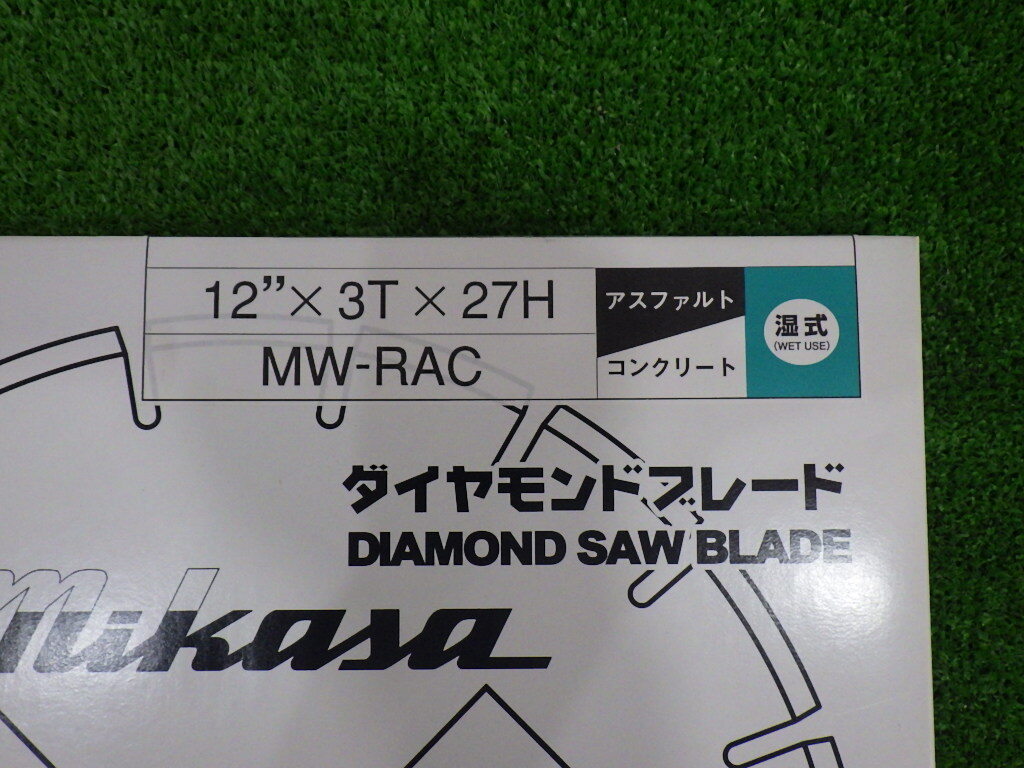 12”× 3T × 27H
MW-RAC
アスファルト
コンクリート
湿式
(WET USE)
ダイヤモンドブレード
DIAMOND SAW BLADE
Mikasa